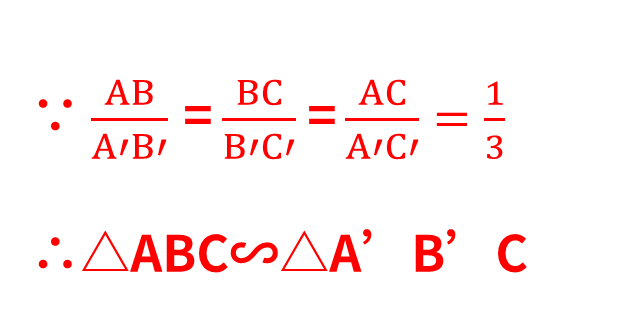 ∵ AB/A′B′ = BC/B′C′ = AC/A′C′ = 1/3
∴△ABC∽△A’ B’ C